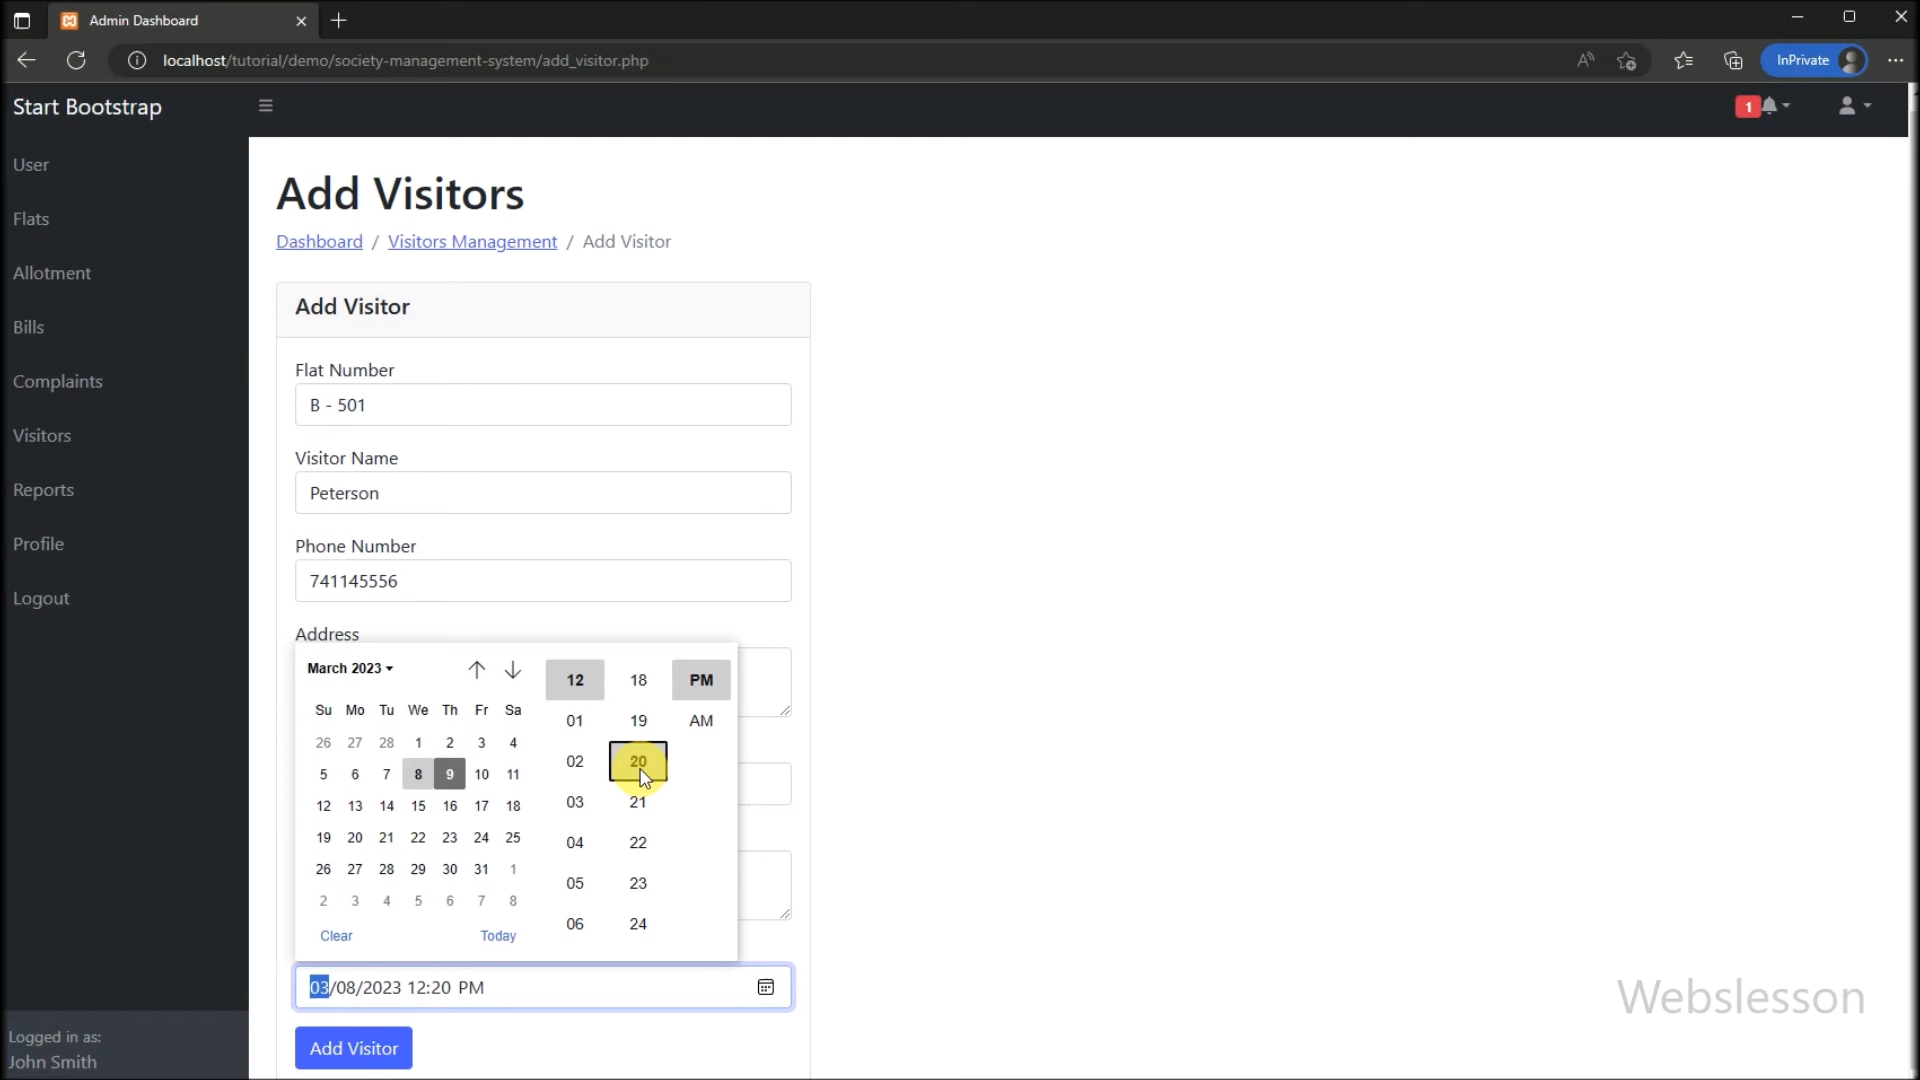 Admin Dashboard
localhost/tutorial/demo/society-management-system/add_visitor.php
InPrivate
Start Bootstrap
1
User
Flats
Allotment
Bills
Complaints
Visitors
Reports
Profile
Logout
Logged in as:
John Smith
Add Visitors
Dashboard / Visitors Management / Add Visitor
Add Visitor
Flat Number
B - 501
Visitor Name
Peterson
Phone Number
741145556
Address
March 2023
Su Mo Tu We Th Fr Sa
26 27 28 1 2 3 4
5 6 7 8 9 10 11
12 13 14 15 16 17 18
19 20 21 22 23 24 25
26 27 28 29 30 31 1
2 3 4 5 6 7 8
Clear Today
12 18 PM
01 19 AM
02 20
03 21
04 22
05 23
06 24
03/08/2023 12:20 PM
Add Visitor
Webslesson